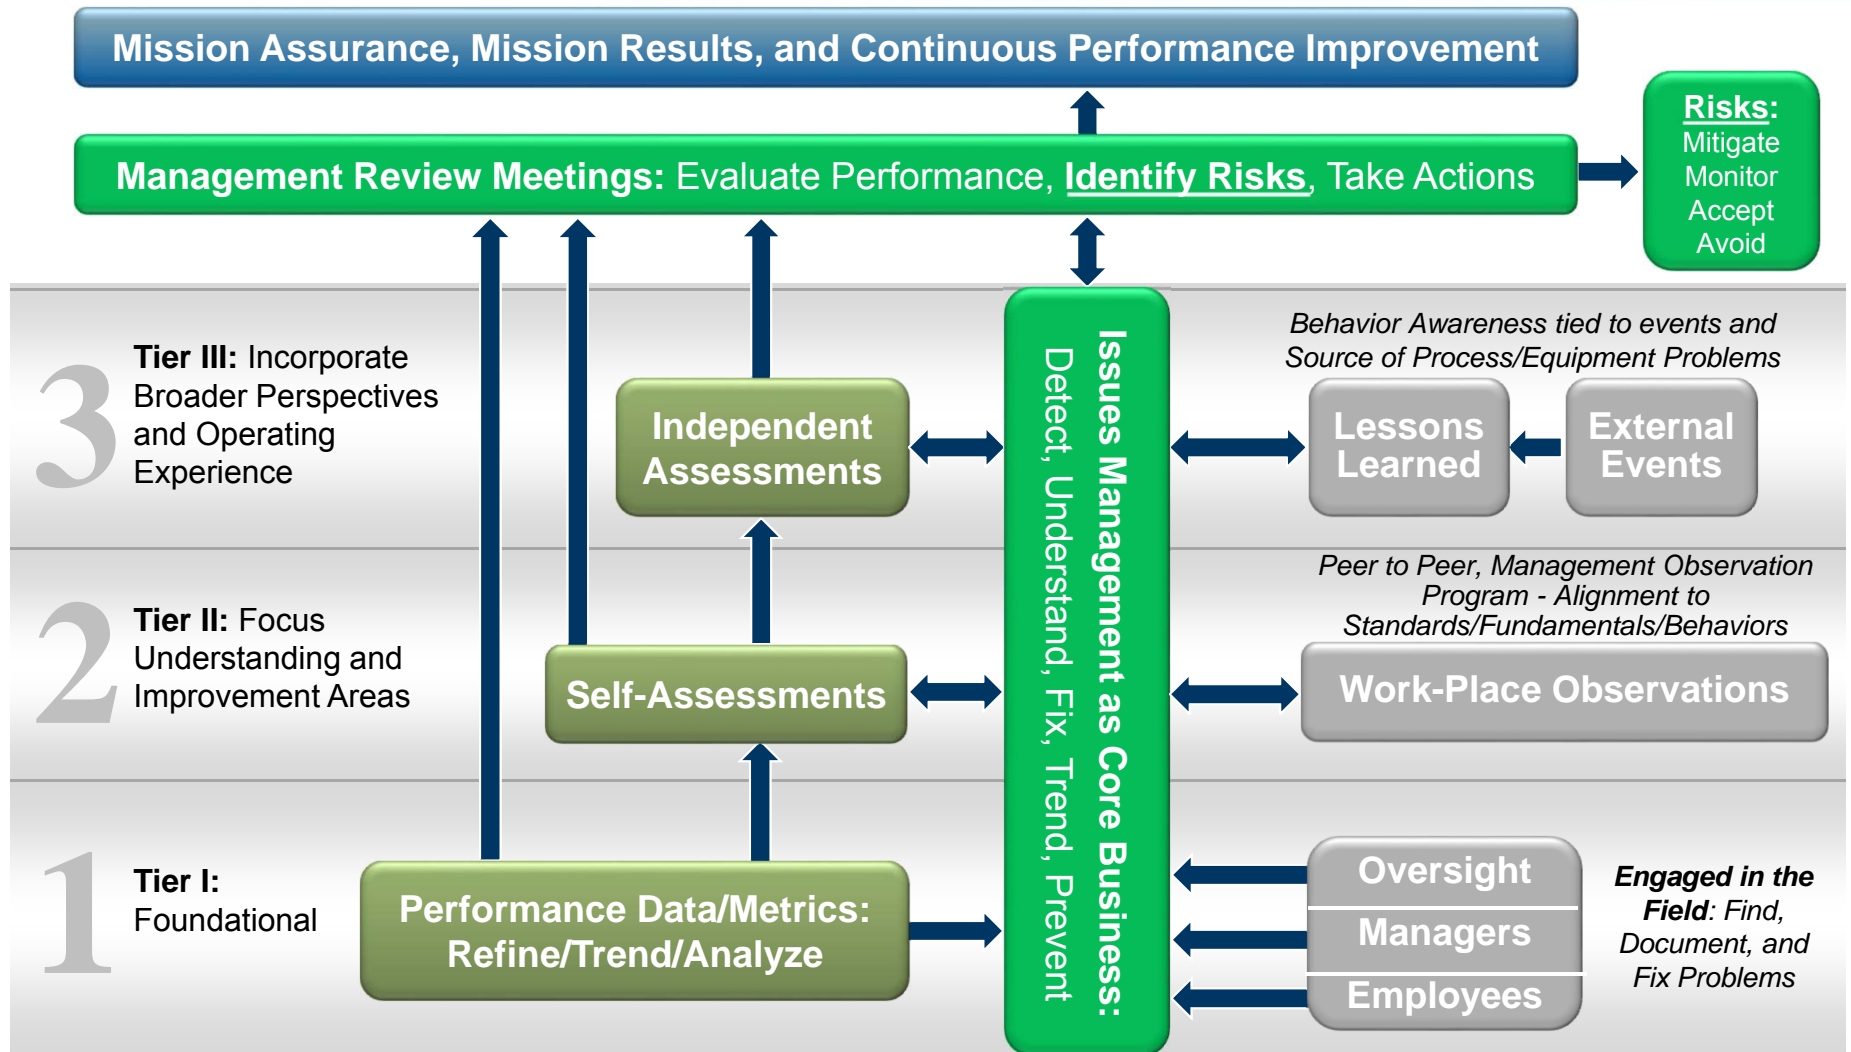 Mission Assurance, Mission Results, and Continuous Performance Improvement
Management Review Meetings: Evaluate Performance, Identify Risks, Take Actions
Risks:
Mitigate
Monitor
Accept
Avoid
3
Tier III: Incorporate
Broader Perspectives
and Operating
Experience
Independent
Assessments
Issues Management as Core Business:
Detect, Understand, Fix, Trend, Prevent
Behavior Awareness tied to events and
Source of Process/Equipment Problems
Lessons
Learned
External
Events
2
Tier II: Focus
Understanding and
Improvement Areas
Self-Assessments
Peer to Peer, Management Observation
Program - Alignment to
Standards/Fundamentals/Behaviors
Work-Place Observations
1
Tier I:
Foundational
Performance Data/Metrics:
Refine/Trend/Analyze
Oversight
Managers
Employees
Engaged in the
Field: Find,
Document, and
Fix Problems